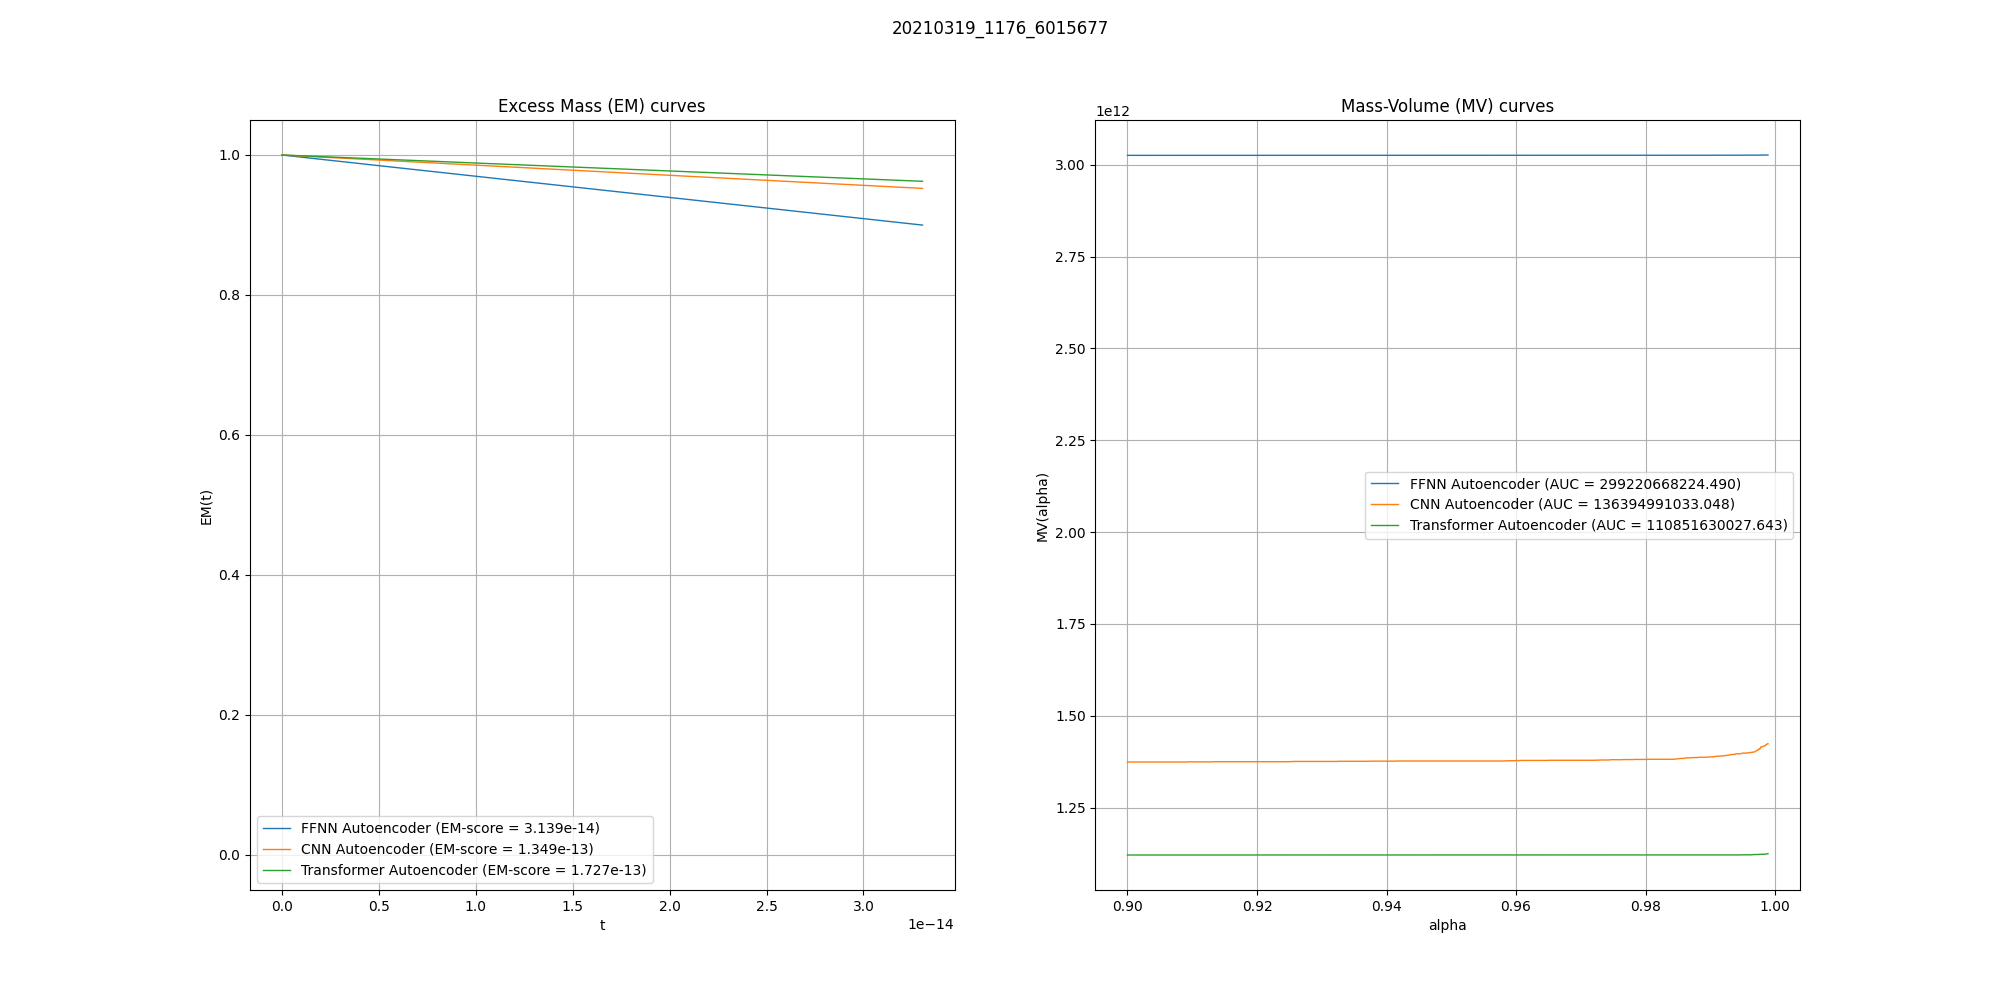 20210319_1176_6015677
Excess Mass (EM) curves
EM(t)
1.0
0.8
0.6
0.4
0.2
0.0
FFNN Autoencoder (EM-score = 3.139e-14)
CNN Autoencoder (EM-score = 1.349e-13)
Transformer Autoencoder (EM-score = 1.727e-13)
0.0 0.5 1.0 1.5 2.0 2.5 3.0
1e−14
t
Mass-Volume (MV) curves
1e12
MV(alpha)
3.00
2.75
2.50
2.25
2.00
1.75
1.50
1.25
FFNN Autoencoder (AUC = 299220668224.490)
CNN Autoencoder (AUC = 136394991033.048)
Transformer Autoencoder (AUC = 110851630027.643)
0.90 0.92 0.94 0.96 0.98 1.00
alpha